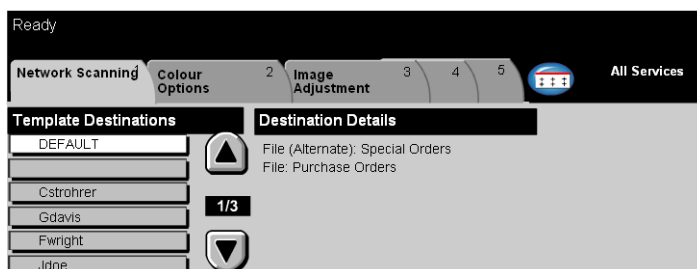 Ready
Network Scanning 1
Colour Options 2
Image Adjustment 3
4
5
All Services
Template Destinations
Destination Details
DEFAULT
File (Alternate): Special Orders
File: Purchase Orders
Cstrohrer
1/3
Gdavis
Fwright
Jdoe